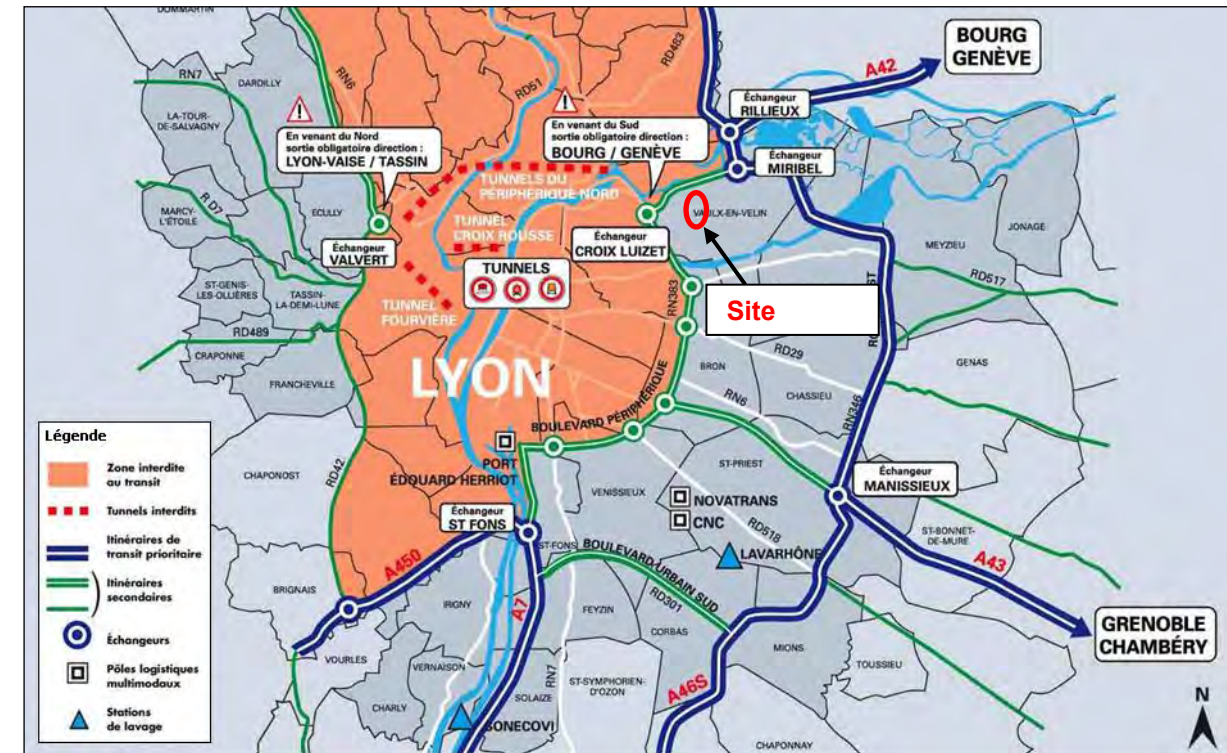 DOMMARTIN
RN7
DARDILLY
RN6
RD51
RD483
A42
BOURG
GENÈVE
LA-TOUR-
DE-SALVAGNY
En venant du Nord
sortie obligatoire direction :
LYON-VAISE / TASSIN
En venant du Sud
sortie obligatoire direction :
BOURG / GENÈVE
Échangeur
RILLIEUX
Échangeur
MIRIBEL
TUNNELS DU
PÉRIPHERIQUE NORD
R D7
MARCY-
L'ÉTOILE
ECULLY
VAULX-EN-VELIN
JONAGE
TUNNEL
CROIX ROUSSE
Échangeur
VALVERT
Échangeur
CROIX LUIZET
MEYZIEU
TUNNELS
RD517
ST-GENIS-
LES-OLLIÈRES
TASSIN-
LA-DEMI-LUNE
TUNNEL
FOURVIÈRE
RN383
Site
RD489
CRAPONNE
RD29
GENAS
BRON
FRANCHEVILLE
LYON
CHASSIEU
RN6
RN346
BOULEVARD PÉRIPHÉRIQUE
Légende
Zone interdite
au transit
Tunnels interdits
Itinéraires de
transit prioritaire
Itinéraires
secondaires
Échangeurs
Pôles logistiques
multimodaux
Stations
de lavage
CHAPONOST
RD42
PORT
ÉDOUARD HERRIOT
ST-PRIEST
Échangeur
MANISSIEUX
VENISSIEUX
NOVATRANS
CNC
Échangeur
ST FONS
RD518
ST-BONNET-
DE-MURE
ST-FONS
BOULEVARD URBAIN SUD
LAVARHÔNE
A450
A43
BRIGNAIS
IRIGNY
A7
FEYZIN
RD301
CORBAS
GRENOBLE
CHAMBÉRY
MIONS
VOURLES
VERNAISON
TOUSSIEU
RN7
ST-SYMPHORIEN-
D'OZON
SOLAIZE
A46S
CHARLY
SONECOVI
N
CHAPONNAY